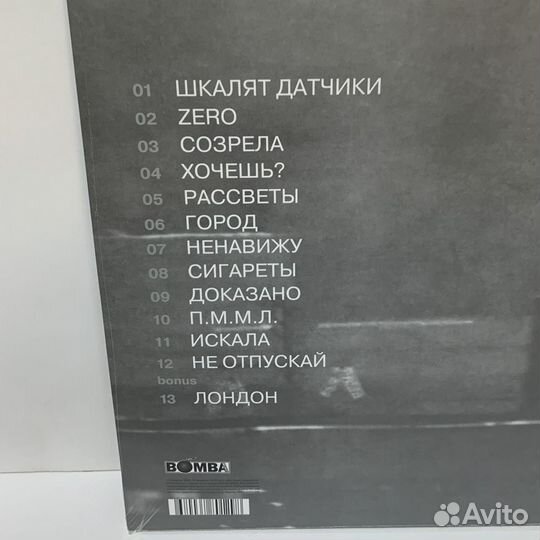 01 ШКАЛЯТ ДАТЧИКИ
02 ZERO
03 СОЗРЕЛА
04 ХОЧЕШЬ?
05 РАССВЕТЫ
06 ГОРОД
07 НЕНАВИЖУ
08 СИГАРЕТЫ
09 ДОКАЗАНО
10 П.М.М.Л.
11 ИСКАЛА
12 НЕ ОТПУСКАЙ
bonus
13 ЛОНДОН
BOMBA
Avito